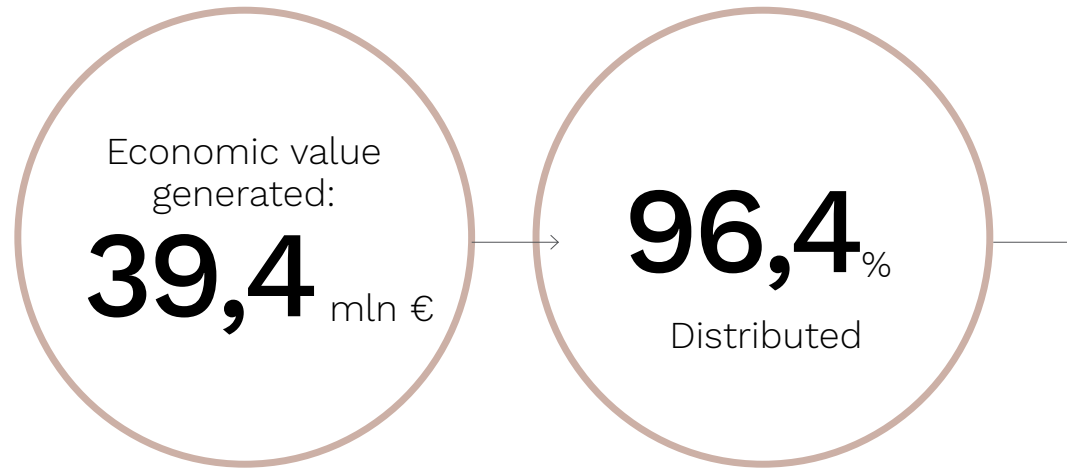 Economic value
generated:
39,4 mln €
96,4%
Distributed